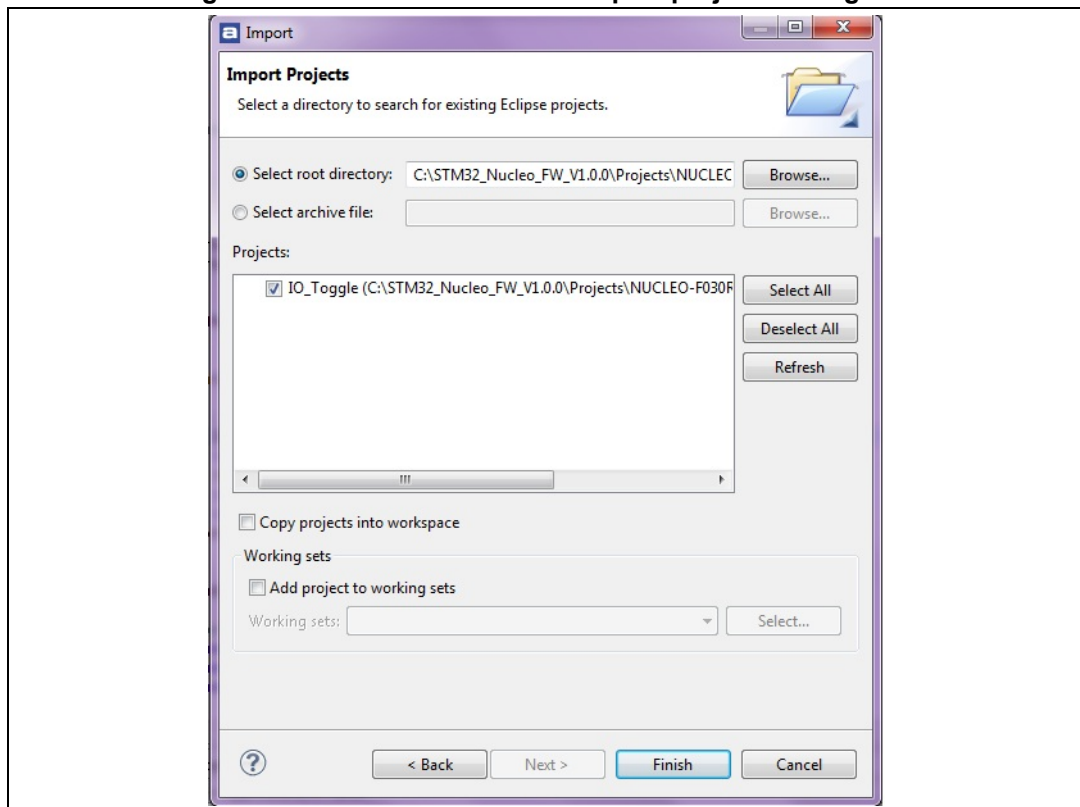 Import
Import Projects
Select a directory to search for existing Eclipse projects.
Select root directory: C:\STM32_Nucleo_FW_V1.0.0\Projects\NUCLEO Browse...
Select archive file: Browse...
Projects:
IO_Toggle (C:\STM32_Nucleo_FW_V1.0.0\Projects\NUCLEO-F030R Select All
Deselect All
Refresh
Copy projects into workspace
Working sets
Add project to working sets
Working sets: Select...
< Back Next > Finish Cancel